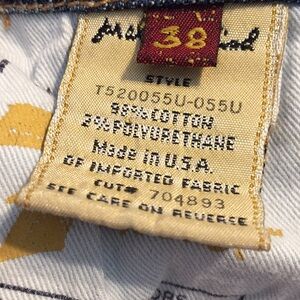 38
STYLE
T520055U-055U
98% COTTON
2% POLYURETHANE
Made in U.S.A.
OF IMPORTED FABRIC
CUT# 704893
SEE CARE ON REVERSE